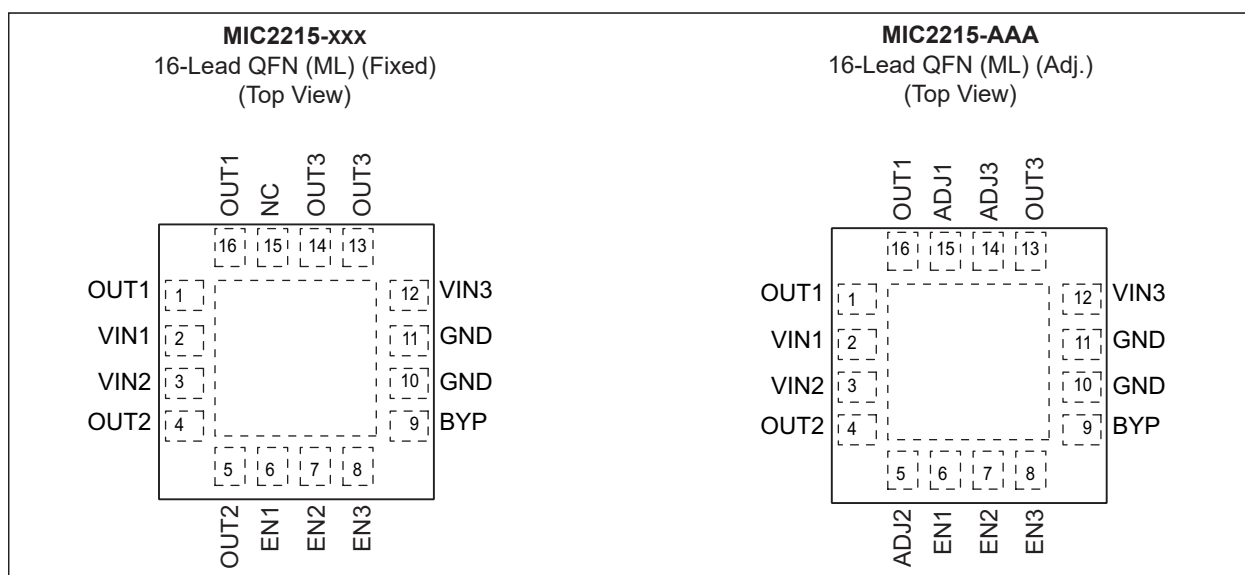 MIC2215-xxx
16-Lead QFN (ML) (Fixed)
(Top View)
OUT1 NC OUT3 OUT3
16 15 14 13
OUT1 1 12 VIN3
VIN1 2 11 GND
VIN2 3 10 GND
OUT2 4 9 BYP
5 6 7 8
OUT2 EN1 EN2 EN3
MIC2215-AAA
16-Lead QFN (ML) (Adj.)
(Top View)
OUT1 ADJ1 ADJ3 OUT3
16 15 14 13
OUT1 1 12 VIN3
VIN1 2 11 GND
VIN2 3 10 GND
OUT2 4 9 BYP
5 6 7 8
ADJ2 EN1 EN2 EN3